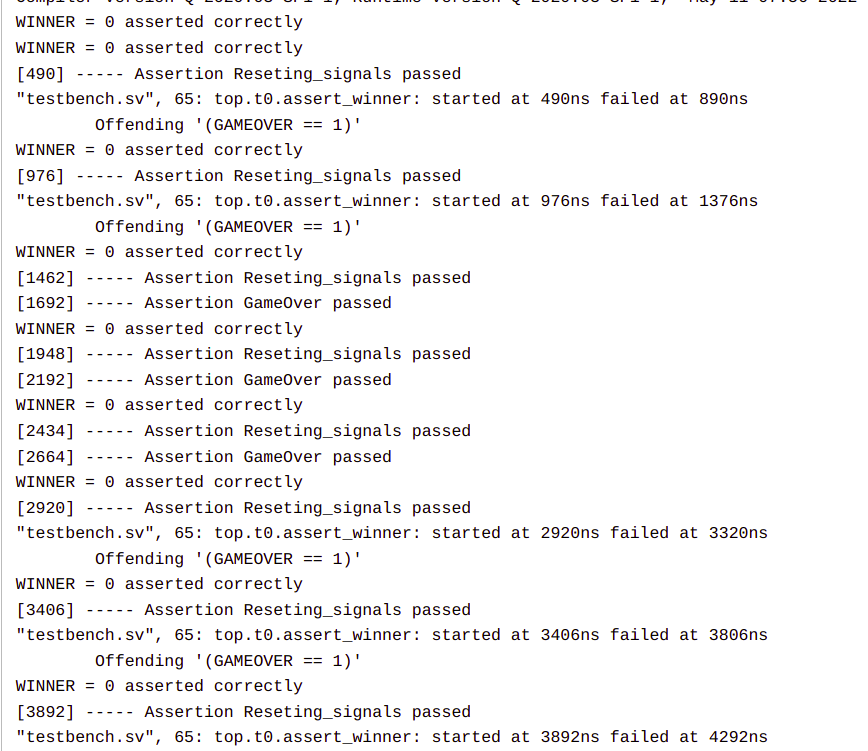 WINNER = 0 asserted correctly
WINNER = 0 asserted correctly
[490] ----- Assertion Reseting_signals passed
"testbench.sv", 65: top.t0.assert_winner: started at 490ns failed at 890ns
Offending '(GAMEOVER == 1)'
WINNER = 0 asserted correctly
[976] ----- Assertion Reseting_signals passed
"testbench.sv", 65: top.t0.assert_winner: started at 976ns failed at 1376ns
Offending '(GAMEOVER == 1)'
WINNER = 0 asserted correctly
[1462] ----- Assertion Reseting_signals passed
[1692] ----- Assertion GameOver passed
WINNER = 0 asserted correctly
[1948] ----- Assertion Reseting_signals passed
[2192] ----- Assertion GameOver passed
WINNER = 0 asserted correctly
[2434] ----- Assertion Reseting_signals passed
[2664] ----- Assertion GameOver passed
WINNER = 0 asserted correctly
[2920] ----- Assertion Reseting_signals passed
"testbench.sv", 65: top.t0.assert_winner: started at 2920ns failed at 3320ns
Offending '(GAMEOVER == 1)'
WINNER = 0 asserted correctly
[3406] ----- Assertion Reseting_signals passed
"testbench.sv", 65: top.t0.assert_winner: started at 3406ns failed at 3806ns
Offending '(GAMEOVER == 1)'
WINNER = 0 asserted correctly
[3892] ----- Assertion Reseting_signals passed
"testbench.sv", 65: top.t0.assert_winner: started at 3892ns failed at 4292ns